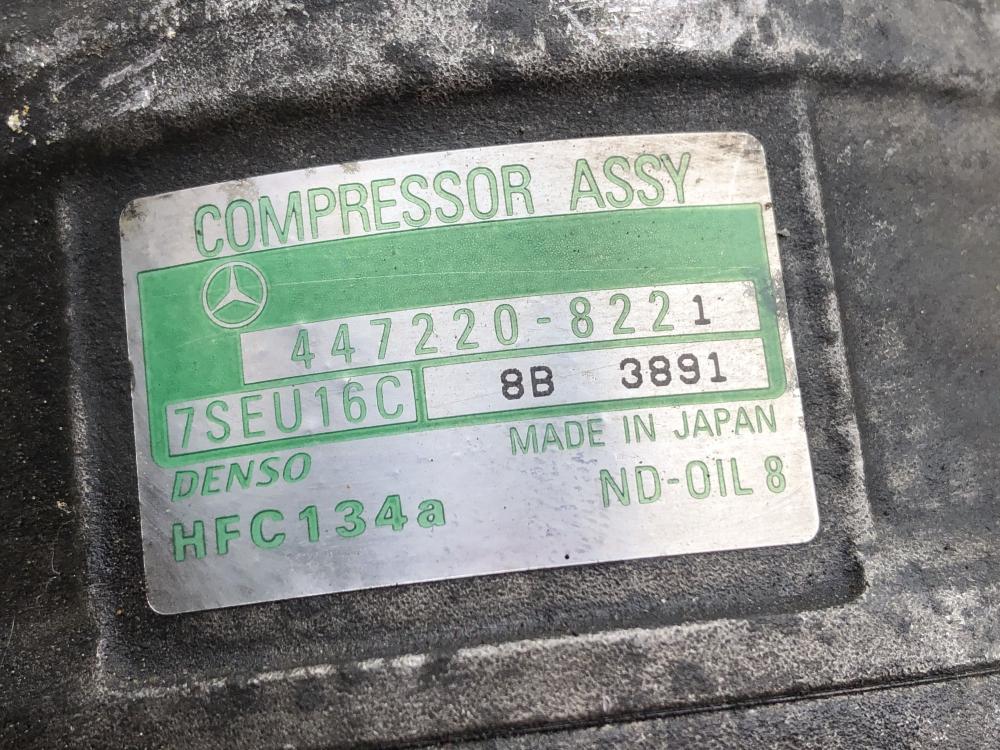 COMPRESSOR ASSY
447220-8221
7SEU16C 8B 3891
DENSO MADE IN JAPAN
HFC134a ND-OIL 8